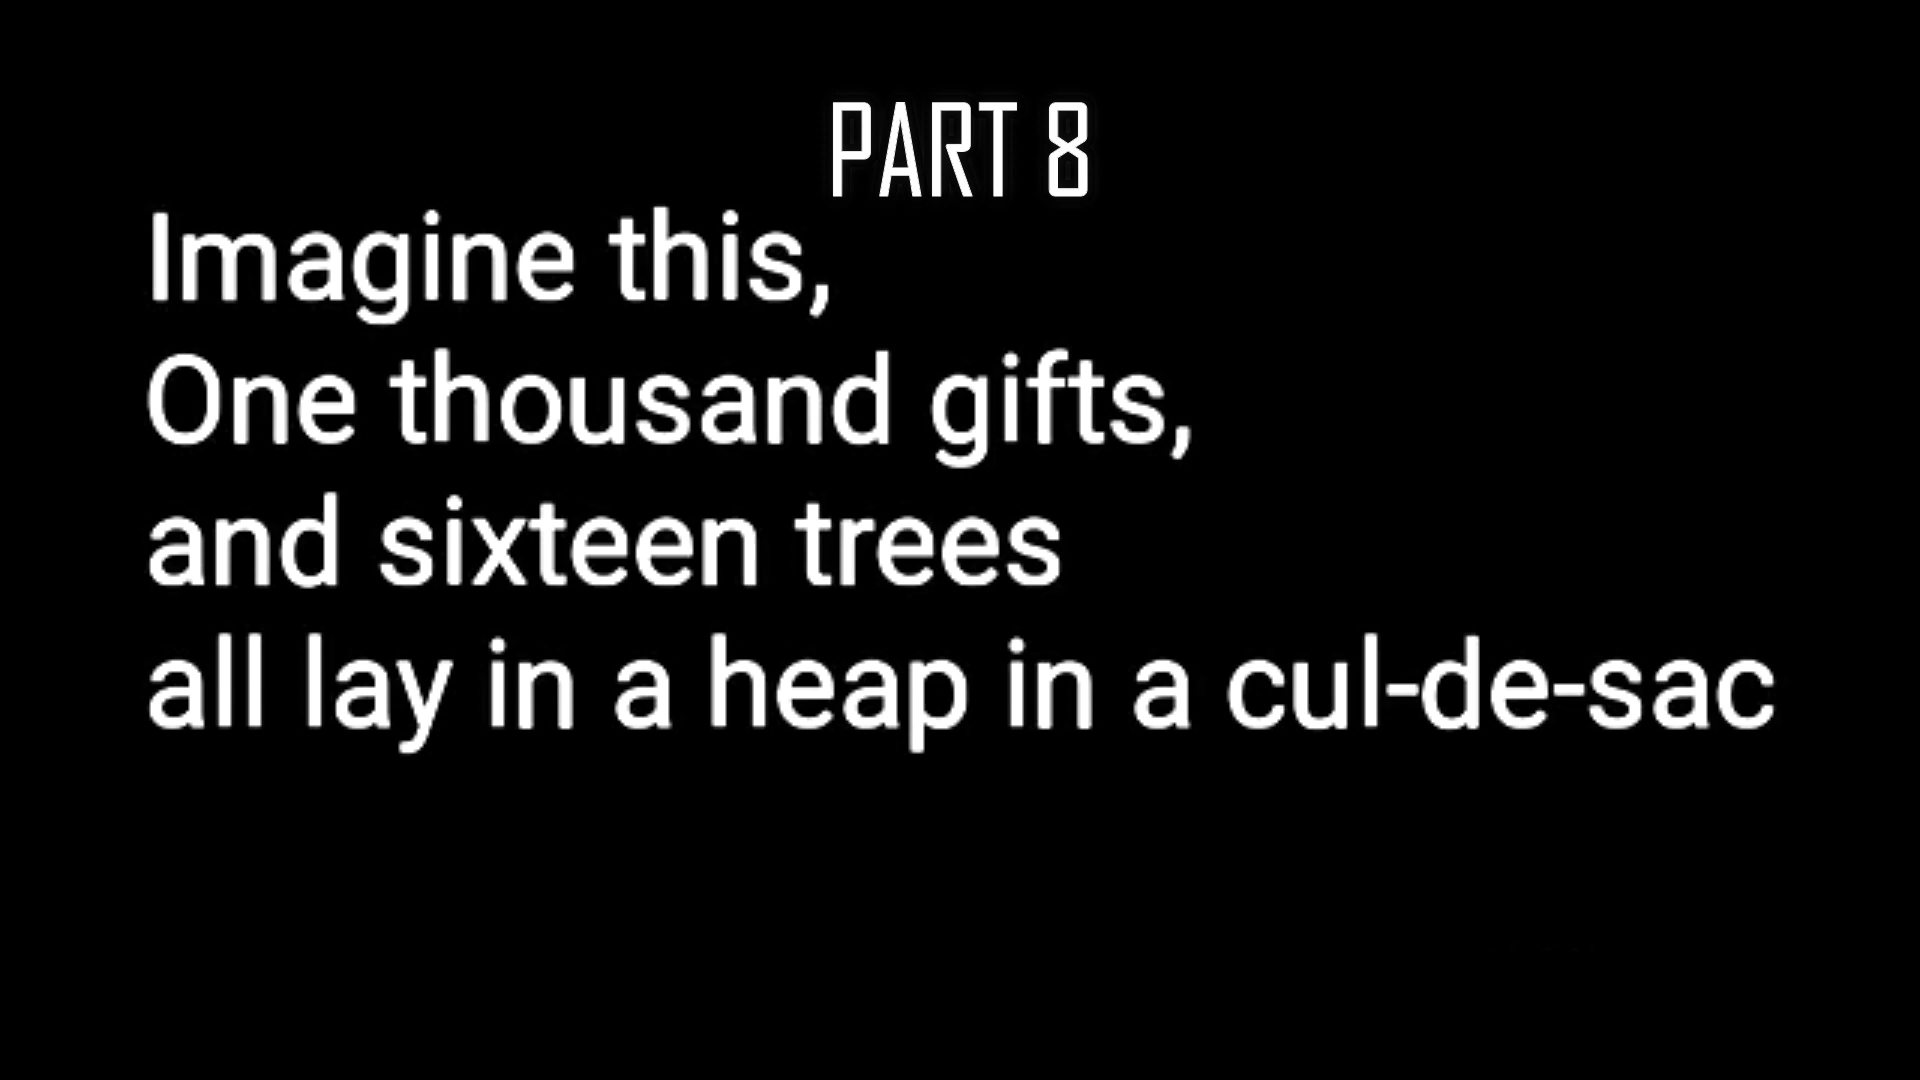 PART 8
Imagine this,
One thousand gifts,
and sixteen trees
all lay in a heap in a cul-de-sac